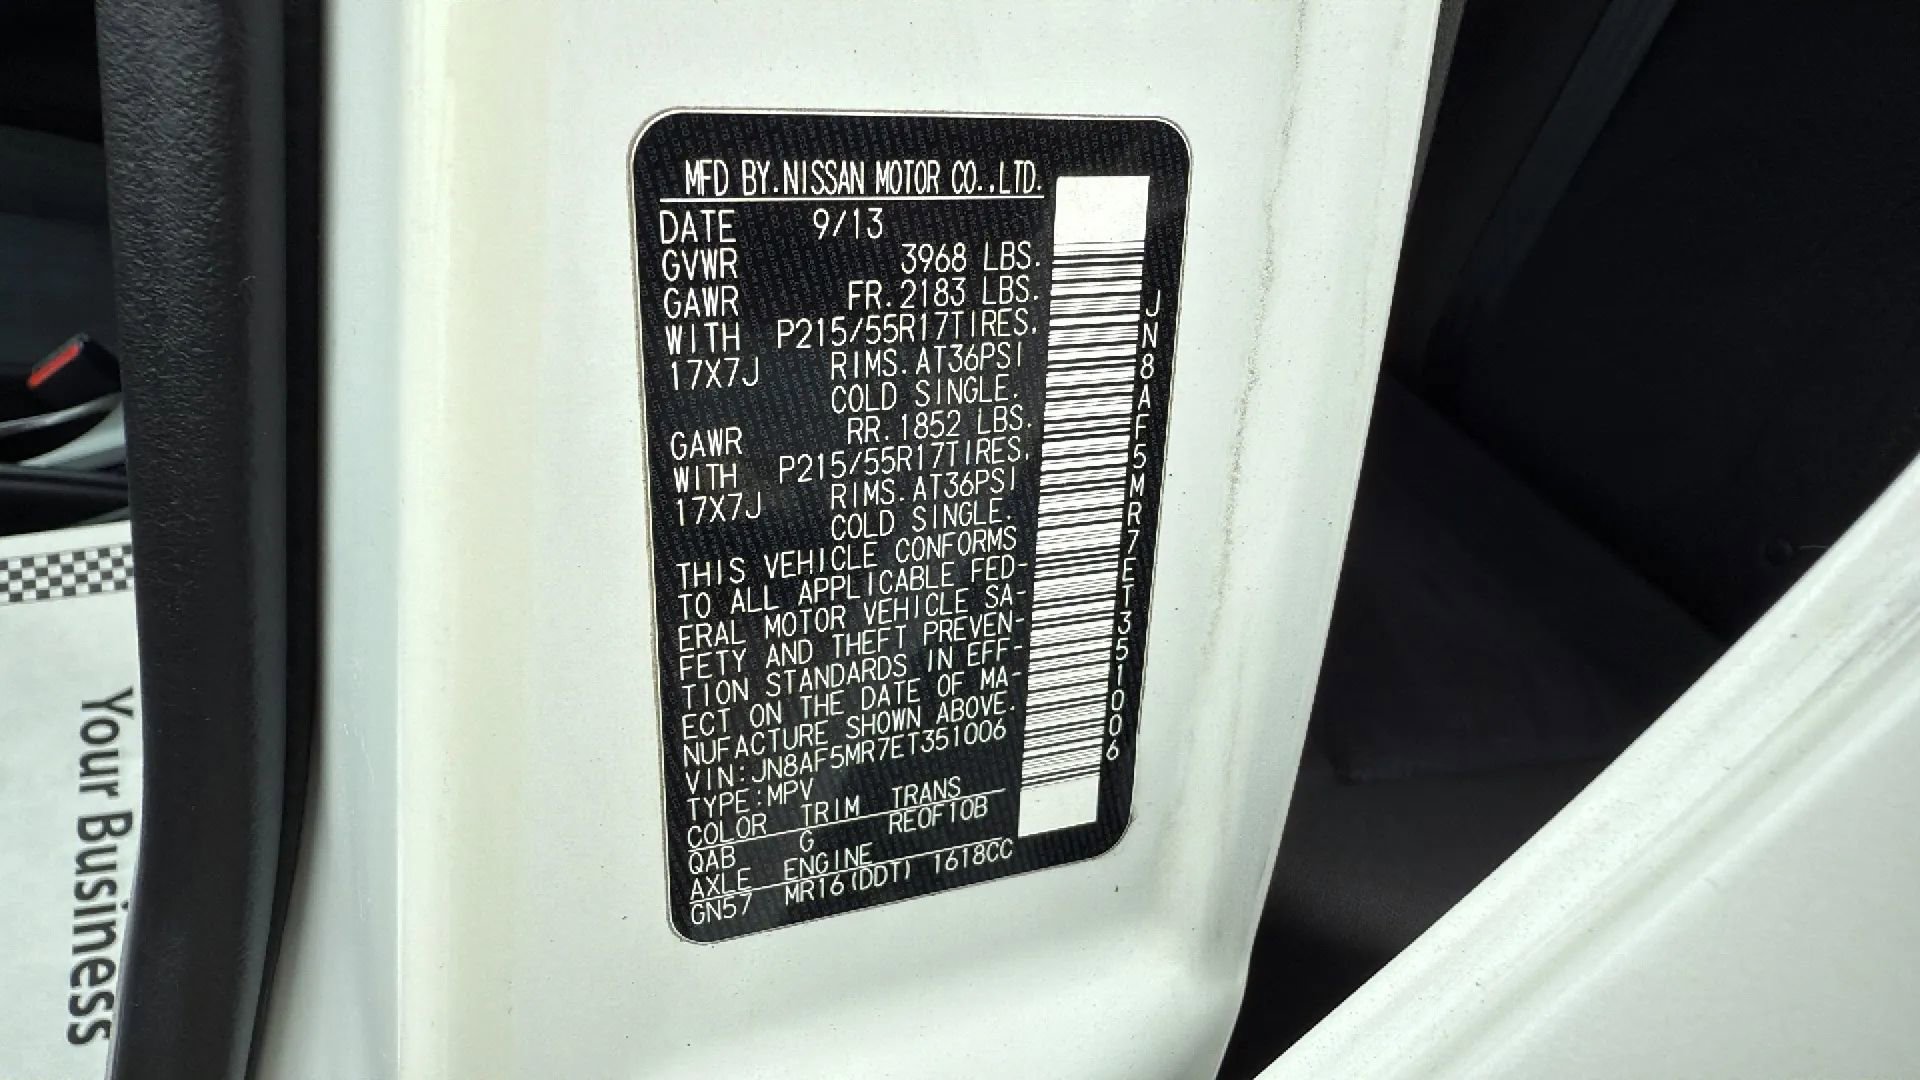 MFD BY.NISSAN MOTOR CO.,LTD.
DATE 9/13
GVWR 3968 LBS.
GAWR FR.2183 LBS.
WITH P215/55R17TIRES.
17X7J RIMS.AT36PSI
COLD SINGLE.
GAWR RR.1852 LBS.
WITH P215/55R17TIRES.
17X7J RIMS.AT36PSI
COLD SINGLE.
THIS VEHICLE CONFORMS
TO ALL APPLICABLE FED-
ERAL MOTOR VEHICLE SA-
FETY AND THEFT PREVEN-
TION STANDARDS IN EFF-
ECT ON THE DATE OF MA-
NUFACTURE SHOWN ABOVE.
VIN:JN8AF5MR7ET351006
TYPE:MPV
COLOR TRIM TRANS
QAB G RE0F10B
AXLE ENGINE
GN57 MR16(DDT) 1618CC
JN8AF5MR7ET351006
Your Business